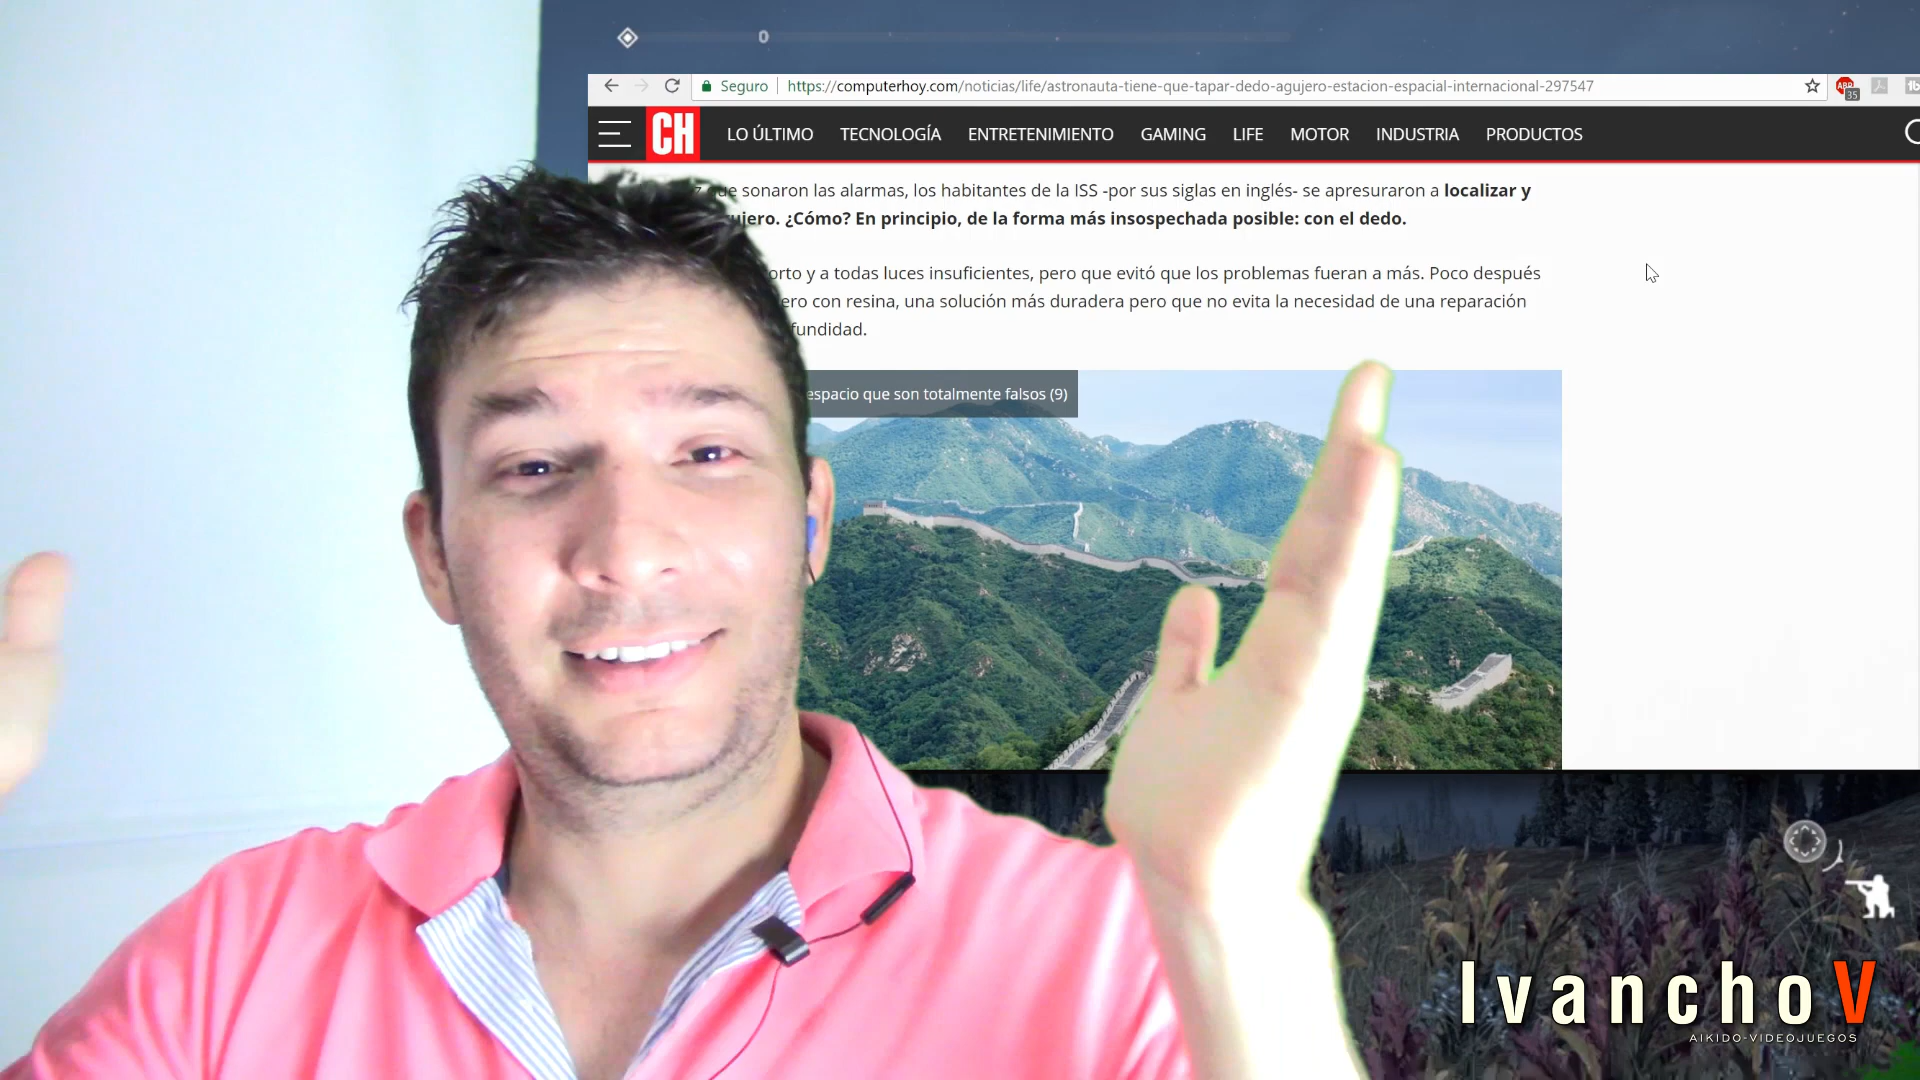 0
Seguro
https://computerhoy.com/noticias/life/astronauta-tiene-que-tapar-dedo-agujero-estacion-espacial-internacional-297547
ABP
35
CH
LO ÚLTIMO TECNOLOGÍA ENTRETENIMIENTO GAMING LIFE MOTOR INDUSTRIA PRODUCTOS
sonaron las alarmas, los habitantes de la ISS -por sus siglas en inglés- se apresuraron a localizar y
ujero. ¿Cómo? En principio, de la forma más insospechada posible: con el dedo.
orto y a todas luces insuficientes, pero que evitó que los problemas fueran a más. Poco después
ero con resina, una solución más duradera pero que no evita la necesidad de una reparación
fundidad.
espacio que son totalmente falsos (9)
IvanchoV
AIKIDO-VIDEOJUEGOS